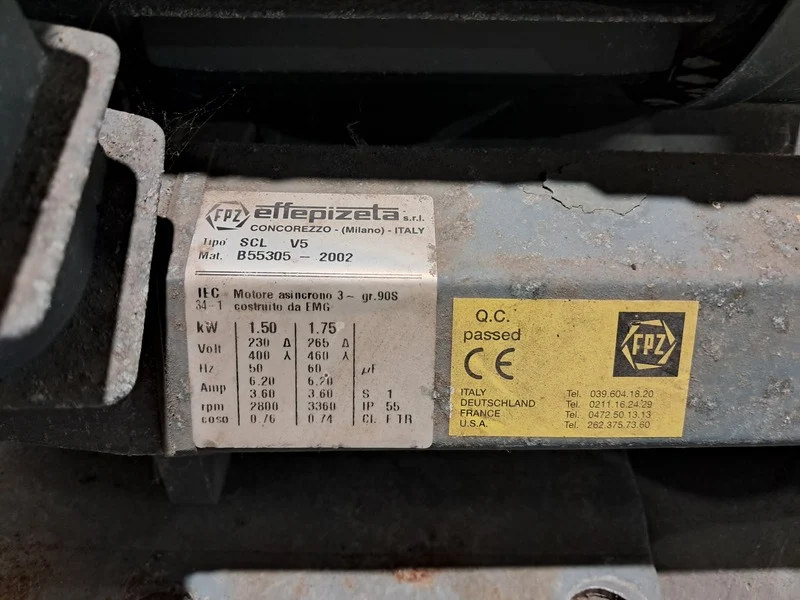 FPZ effepizeta s.r.l.
CONCOREZZO - (Milano) - ITALY
Tipo SCL V5
Mat. B55305 - 2002
IEC Motore asincrono 3~ gr.90S
34-1 costruito da EMG
kW 1.50 1.75
Volt 230 Δ 265 Δ
400 Y 460 Y
Hz 50 60 µF
Amp 6.20 6.20
3.60 3.60 S 1
rpm 2800 3360 IP 55
cosø 0.76 0.74 CL. F TR
Q.C.
passed
CE
FPZ
ITALY Tel. 039.604.18.20
DEUTSCHLAND Tel. 0211.16.24.29
FRANCE Tel. 0472.50.13.13
U.S.A. Tel. 262.375.73.60